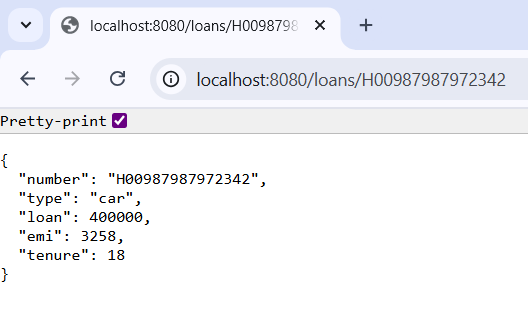 localhost:8080/loans/H0098798
localhost:8080/loans/H00987987972342
Pretty-print
{
"number": "H00987987972342",
"type": "car",
"loan": 400000,
"emi": 3258,
"tenure": 18
}